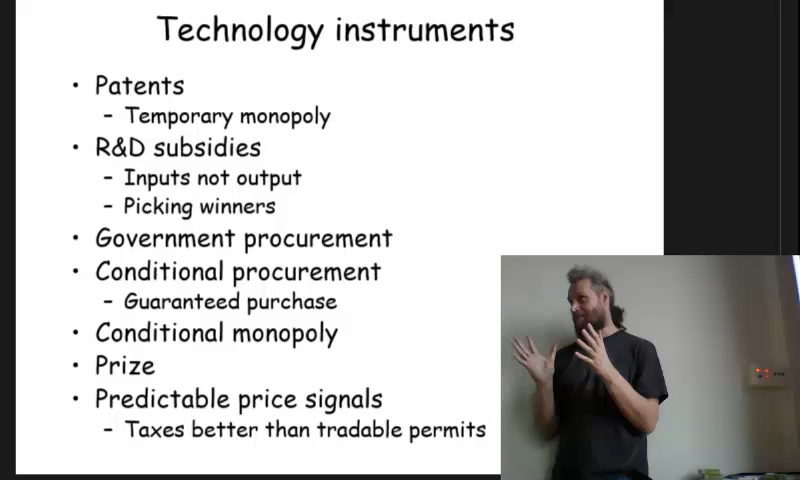 Technology instruments
• Patents
– Temporary monopoly
• R&D subsidies
– Inputs not output
– Picking winners
• Government procurement
• Conditional procurement
– Guaranteed purchase
• Conditional monopoly
• Prize
• Predictable price signals
– Taxes better than tradable permits